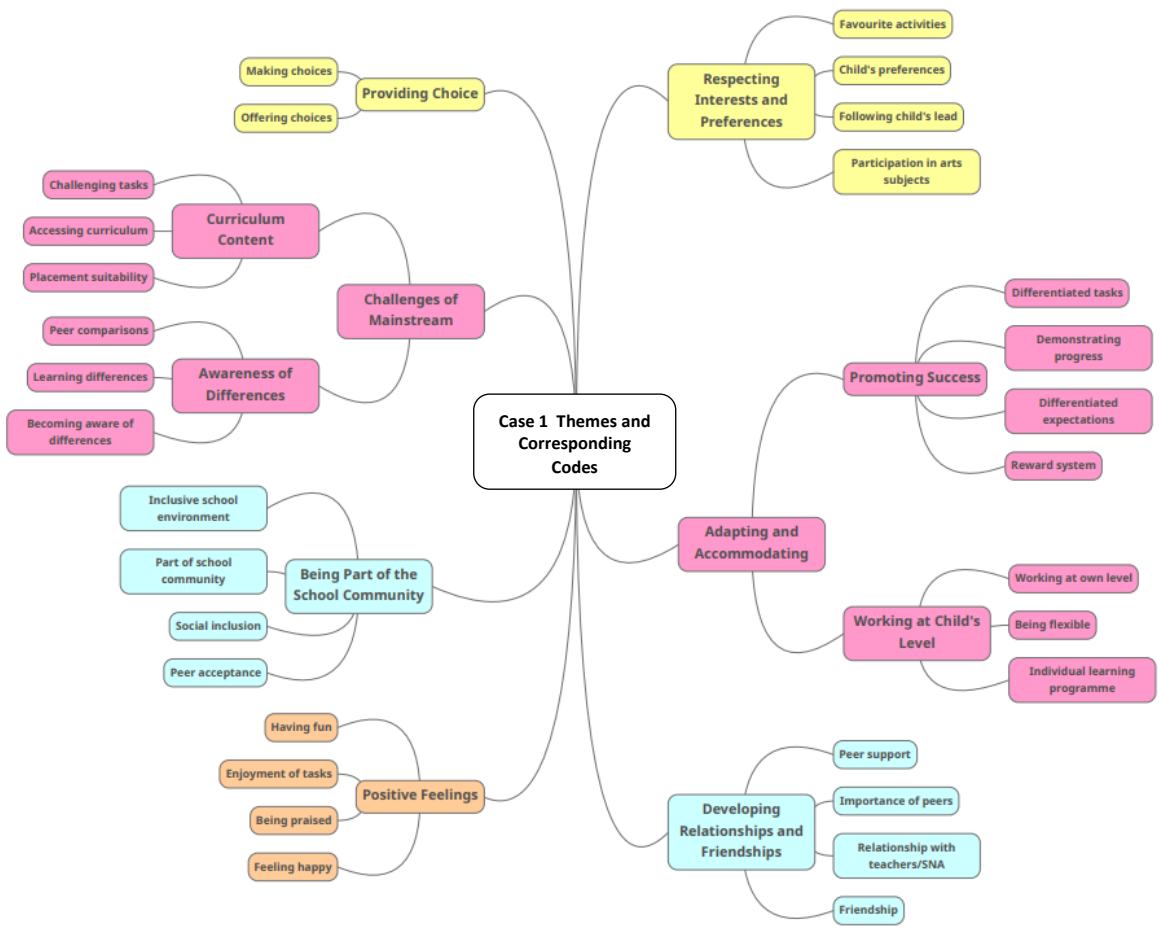 Case 1 Themes and
Corresponding
Codes
Providing Choice
Making choices
Offering choices
Challenges of
Mainstream
Curriculum
Content
Challenging tasks
Accessing curriculum
Placement suitability
Awareness of
Differences
Peer comparisons
Learning differences
Becoming aware of
differences
Being Part of the
School Community
Inclusive school
environment
Part of school
community
Social inclusion
Peer acceptance
Positive Feelings
Having fun
Enjoyment of tasks
Being praised
Feeling happy
Respecting
Interests and
Preferences
Favourite activities
Child's preferences
Following child's lead
Participation in arts
subjects
Adapting and
Accommodating
Promoting Success
Differentiated tasks
Demonstrating
progress
Differentiated
expectations
Reward system
Working at Child's
Level
Working at own level
Being flexible
Individual learning
programme
Developing
Relationships and
Friendships
Peer support
Importance of peers
Relationship with
teachers/SNA
Friendship